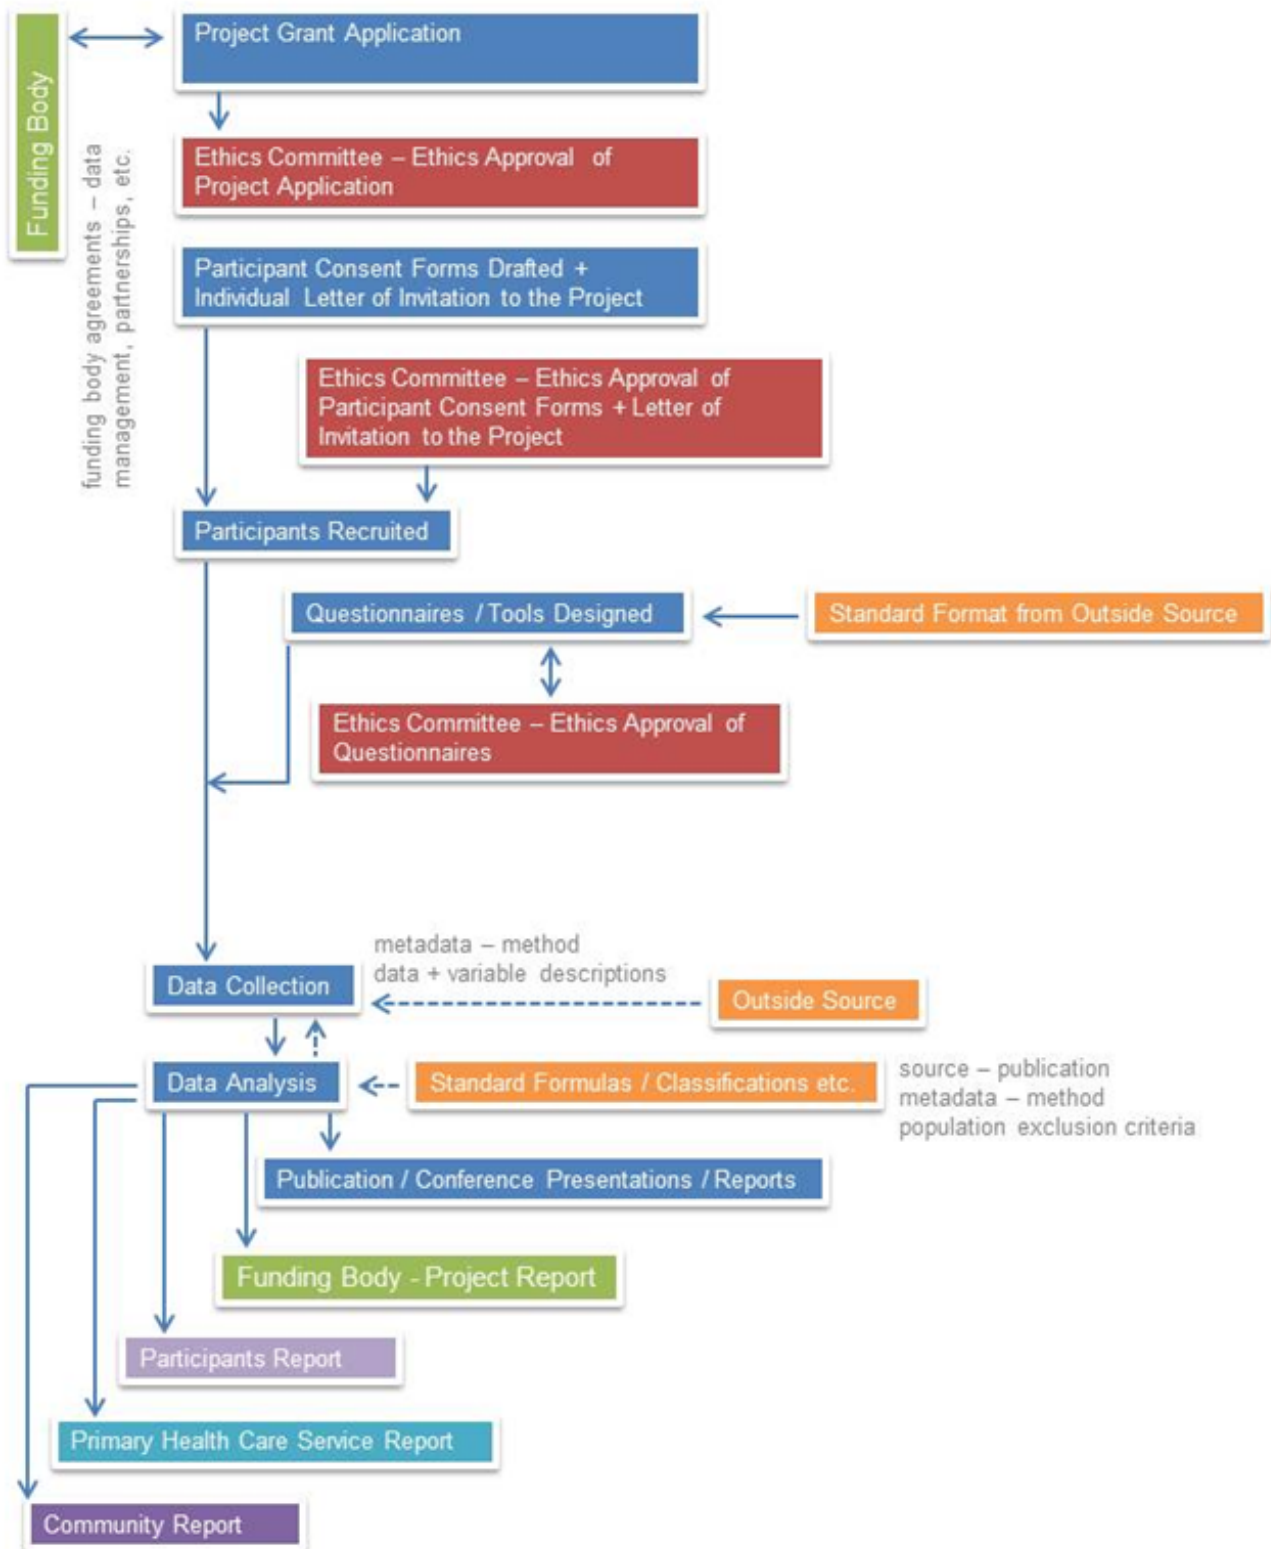 Project Grant Application
Funding Body
Ethics Committee – Ethics Approval of
Project Application
funding body agreements – data
management, partnerships, etc.
Participant Consent Forms Drafted +
Individual Letter of Invitation to the Project
Ethics Committee – Ethics Approval of
Participant Consent Forms + Letter of
Invitation to the Project
Participants Recruited
Questionnaires / Tools Designed
Standard Format from Outside Source
Ethics Committee – Ethics Approval of
Questionnaires
metadata – method
data + variable descriptions
Data Collection
Outside Source
Data Analysis
Standard Formulas / Classifications etc.
source – publication
metadata – method
population exclusion criteria
Publication / Conference Presentations / Reports
Funding Body - Project Report
Participants Report
Primary Health Care Service Report
Community Report